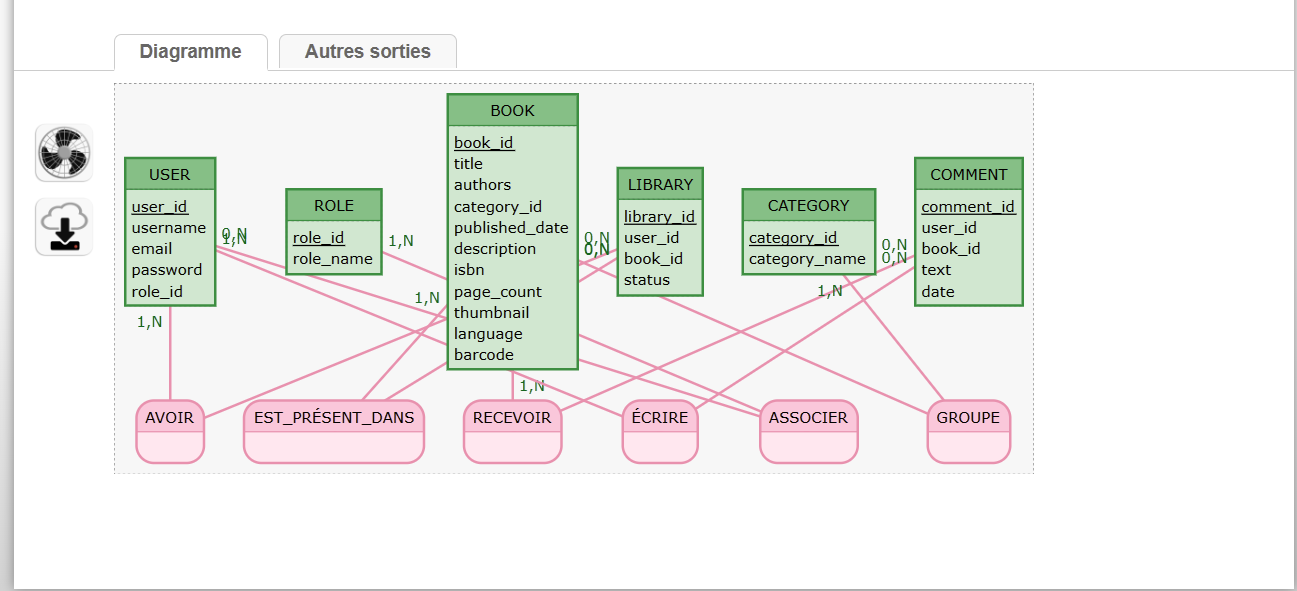 Diagramme
Autres sorties
USER
user_id
username
email
password
role_id
ROLE
role_id
role_name
BOOK
book_id
title
authors
category_id
published_date
description
isbn
page_count
thumbnail
language
barcode
LIBRARY
library_id
user_id
book_id
status
CATEGORY
category_id
category_name
COMMENT
comment_id
user_id
book_id
text
date
0,N
1,N
1,N
0,N
0,N
0,N
0,N
1,N
1,N
1,N
1,N
AVOIR
EST_PRÉSENT_DANS
RECEVOIR
ÉCRIRE
ASSOCIER
GROUPE